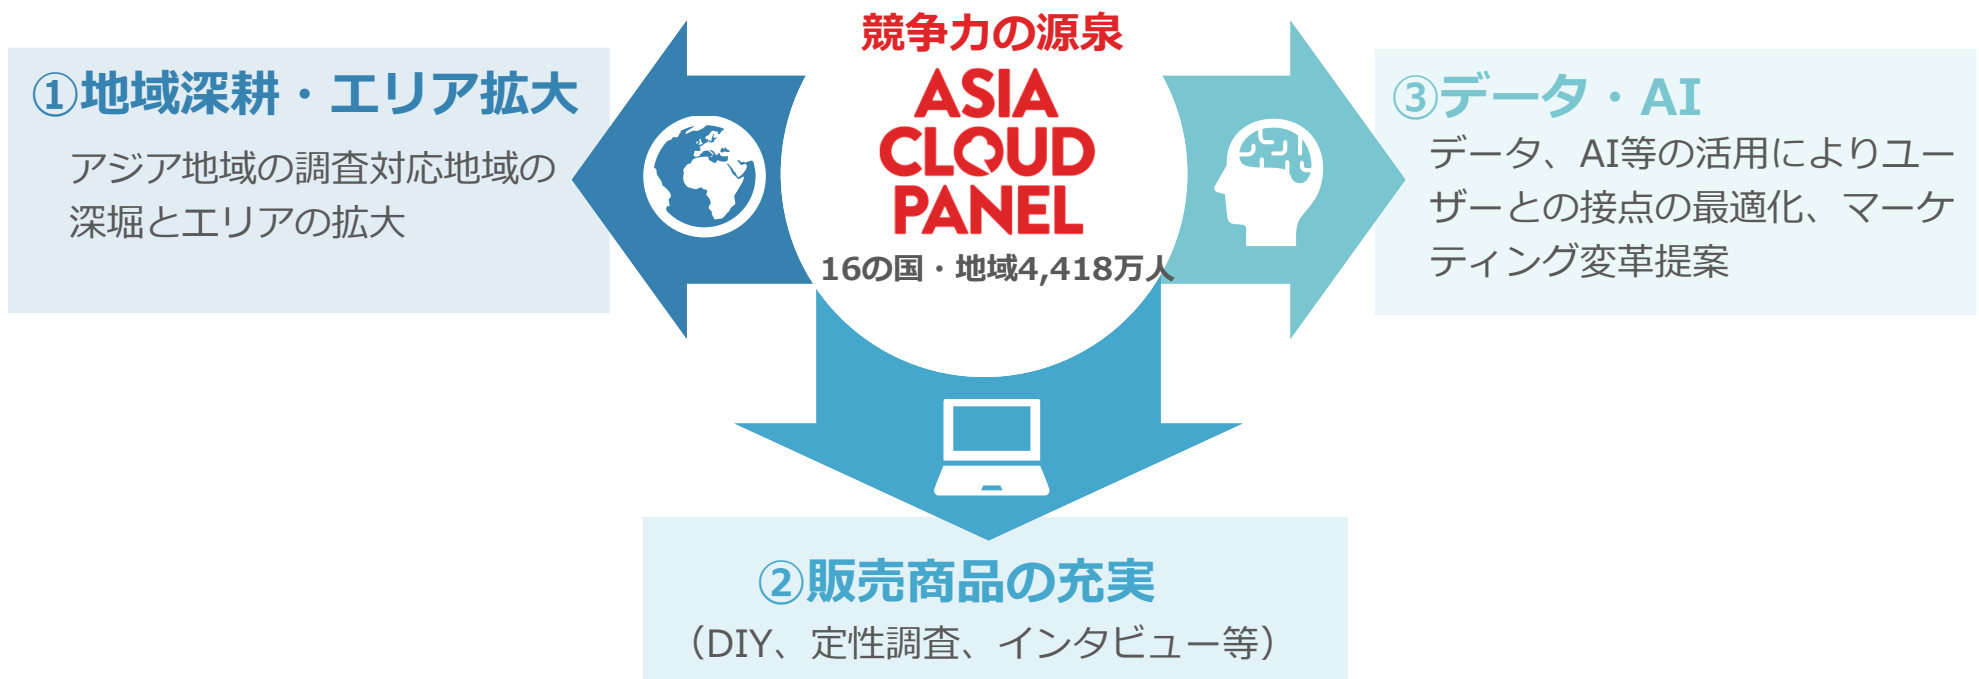 競争力の源泉
ASIA
CLOUD
PANEL
16の国・地域4,418万人
①地域深耕・エリア拡大
アジア地域の調査対応地域の
深堀とエリアの拡大
②販売商品の充実
（DIY、定性調査、インタビュー等）
③データ・AI
データ、AI等の活用によりユー
ザーとの接点の最適化、マーケ
ティング変革提案